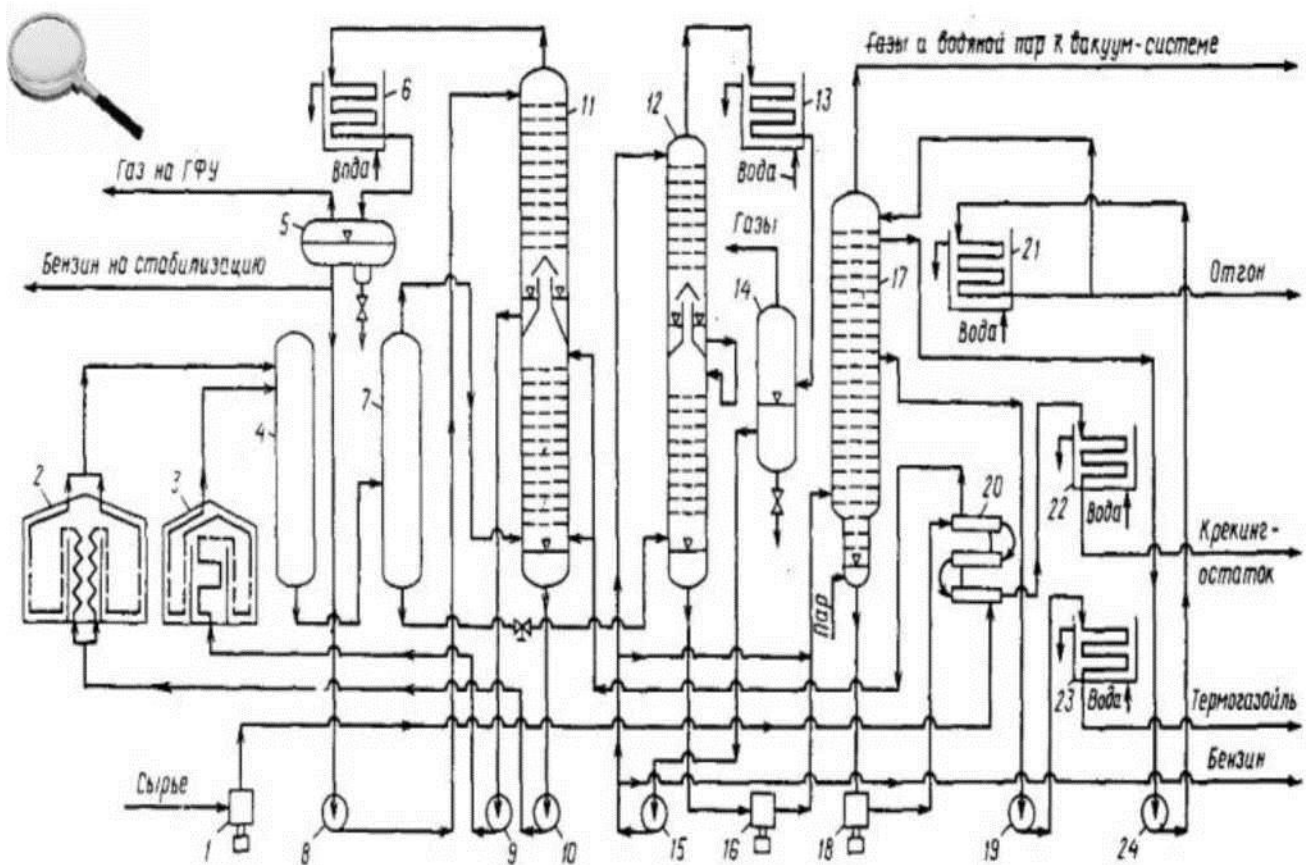 Газы и водяной пар к вакуум-системе
6
11
12
13
Газ на ГФУ
Вода
Вода
5
Газы
Бензин на стабилизацию
14
17
21
Отгон
Вода
4
7
2
3
20
22
Вода
Крекинг-
остаток
Пар
23
Вода
Термогазойль
Бензин
Сырье
1
8
9
10
15
16
18
19
24